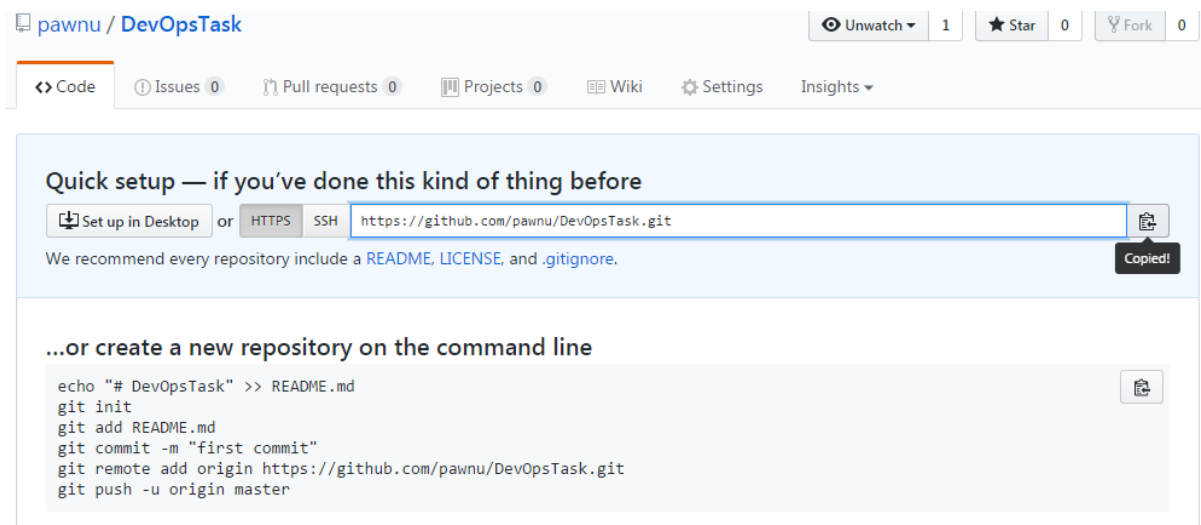 pawnu / DevOpsTask
Unwatch 1 Star 0 Fork 0
Code Issues 0 Pull requests 0 Projects 0 Wiki Settings Insights
Quick setup — if you’ve done this kind of thing before
Set up in Desktop or HTTPS SSH https://github.com/pawnu/DevOpsTask.git
We recommend every repository include a README, LICENSE, and .gitignore.
Copied!
…or create a new repository on the command line
echo "# DevOpsTask" >> README.md
git init
git add README.md
git commit -m "first commit"
git remote add origin https://github.com/pawnu/DevOpsTask.git
git push -u origin master